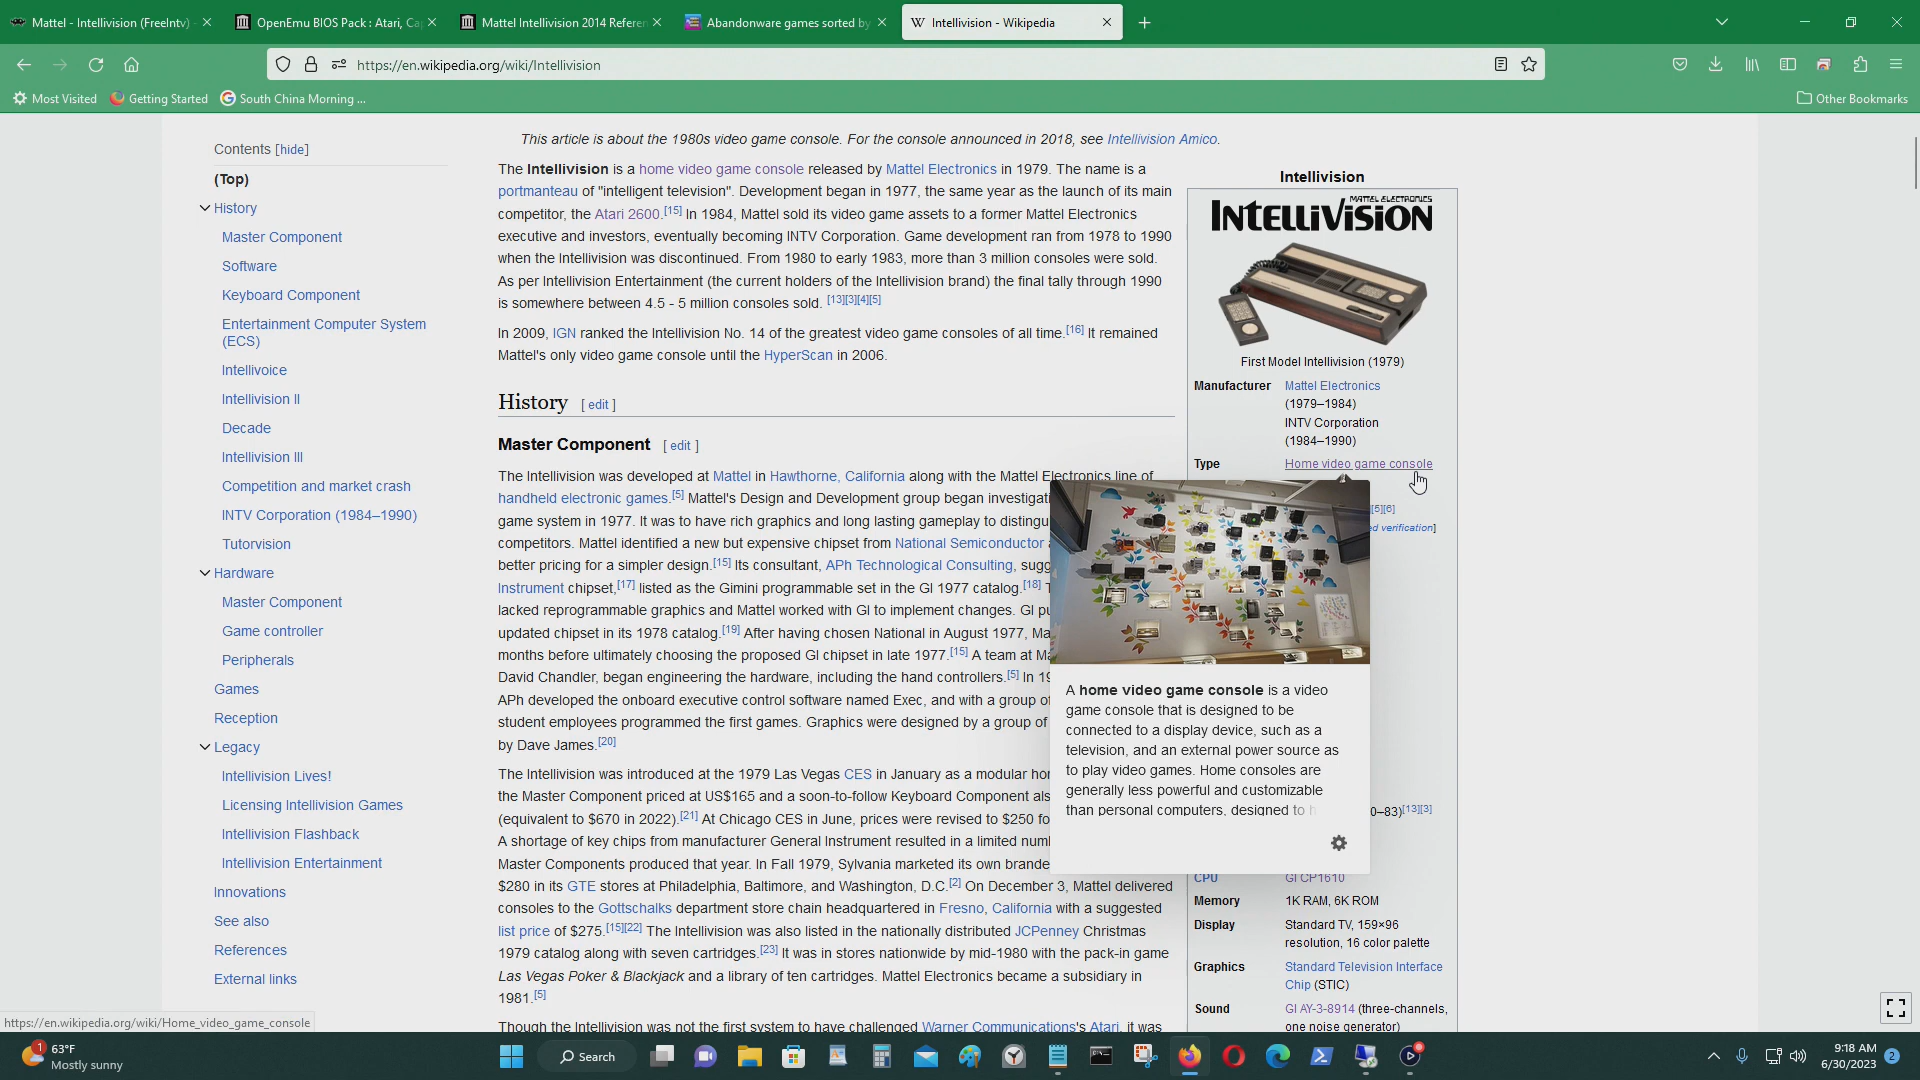 Mattel - Intellivision (FreeIntv)
OpenEmu BIOS Pack : Atari,
Mattel Intellivision 2014
Abandonware games sorted by
Intellivision - Wikipedia
https://en.wikipedia.org/wiki/Intellivision
Most Visited
Getting Started
South China Morning ...
Other Bookmarks
Contents [hide]
(Top)
History
Master Component
Software
Keyboard Component
Entertainment Computer System
(ECS)
Intellivoice
Intellivision II
Decade
Intellivision III
Competition and market crash
INTV Corporation (1984–1990)
Tutorvision
Hardware
Master Component
Game controller
Peripherals
Games
Reception
Legacy
Intellivision Lives!
Licensing Intellivision Games
Intellivision Flashback
Intellivision Entertainment
Innovations
See also
References
External links
This article is about the 1980s video game console. For the console announced in 2018, see Intellivision Amico.
The Intellivision is a home video game console released by Mattel Electronics in 1979. The name is a
portmanteau of "intelligent television". Development began in 1977, the same year as the launch of its main
competitor, the Atari 2600.[15] In 1984, Mattel sold its video game assets to a former Mattel Electronics
executive and investors, eventually becoming INTV Corporation. Game development ran from 1978 to 1990
when the Intellivision was discontinued. From 1980 to early 1983, more than 3 million consoles were sold.
As per Intellivision Entertainment (the current holders of the Intellivision brand) the final tally through 1990
is somewhere between 4.5 - 5 million consoles sold. [13][3][4][5]
In 2009, IGN ranked the Intellivision No. 14 of the greatest video game consoles of all time.[16] It remained
Mattel's only video game console until the HyperScan in 2006.
History [ edit ]
Master Component [ edit ]
The Intellivision was developed at Mattel in Hawthorne, California along with the Mattel Electronics line of
handheld electronic games.[5] Mattel's Design and Development group began
game system in 1977. It was to have rich graphics and long lasting gameplay to
competitors. Mattel identified a new but expensive chipset from National Semiconductor
better pricing for a simpler design.[15] Its consultant, APh Technological Consulting,
Instrument chipset,[17] listed as the Gimini programmable set in the GI 1977 catalog.[18]
lacked reprogrammable graphics and Mattel worked with GI to implement changes. GI
updated chipset in its 1978 catalog.[19] After having chosen National in August 1977,
months before ultimately choosing the proposed GI chipset in late 1977.[15] A team at
David Chandler, began engineering the hardware, including the hand controllers.[5] In
APh developed the onboard executive control software named Exec, and with a group of
student employees programmed the first games. Graphics were designed by a group of
by Dave James.[20]
The Intellivision was introduced at the 1979 Las Vegas CES in January as a modular
the Master Component priced at US$165 and a soon-to-follow Keyboard Component
(equivalent to $670 in 2022).[21] At Chicago CES in June, prices were revised to $250
A shortage of key chips from manufacturer General Instrument resulted in a limited
Master Components produced that year. In Fall 1979, Sylvania marketed its own
$280 in its GTE stores at Philadelphia, Baltimore, and Washington, D.C.[2] On December 3, Mattel delivered
consoles to the Gottschalks department store chain headquartered in Fresno, California with a suggested
list price of $275.[15][22] The Intellivision was also listed in the nationally distributed JCPenney Christmas
1979 catalog along with seven cartridges.[23] It was in stores nationwide by mid-1980 with the pack-in game
Las Vegas Poker & Blackjack and a library of ten cartridges. Mattel Electronics became a subsidiary in
1981.[5]
Though the Intellivision was not the first system to have challenged Warner Communications's Atari, it was
Intellivision
MATTEL ELECTRONICS
INTELLIVISION
First Model Intellivision (1979)
Manufacturer Mattel Electronics
(1979–1984)
INTV Corporation
(1984–1990)
Type Home video game console
[5][6]
verification]
A home video game console is a video
game console that is designed to be
connected to a display device, such as a
television, and an external power source as
to play video games. Home consoles are
generally less powerful and customizable
than personal computers, designed to
0–83)[13][3]
CPU GI CP1610
Memory 1K RAM, 6K ROM
Display Standard TV, 159×96
resolution, 16 color palette
Graphics Standard Television Interface
Chip (STIC)
Sound GI AY-3-8914 (three-channels,
one noise generator)
https://en.wikipedia.org/wiki/Home_video_game_console
1
63°F
Mostly sunny
Search
9:18 AM
6/30/2023
2